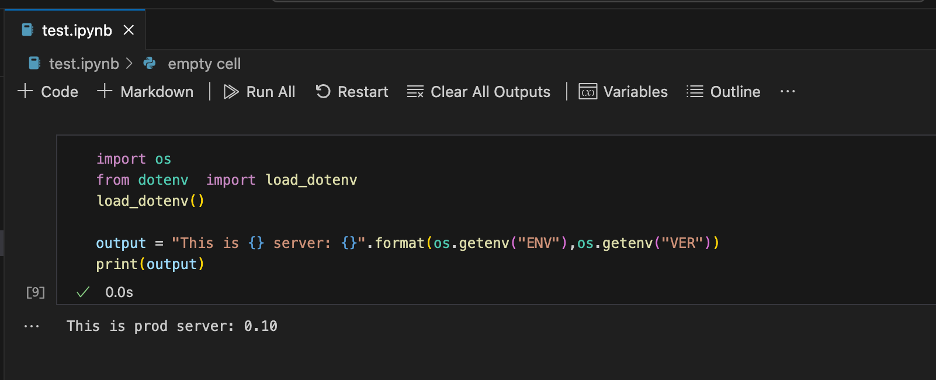 test.ipynb
test.ipynb > empty cell
+ Code + Markdown Run All Restart Clear All Outputs Variables Outline ...
import os
from dotenv  import load_dotenv
load_dotenv()
output = "This is {} server: {}".format(os.getenv("ENV"),os.getenv("VER"))
print(output)
[9] 0.0s
... This is prod server: 0.10